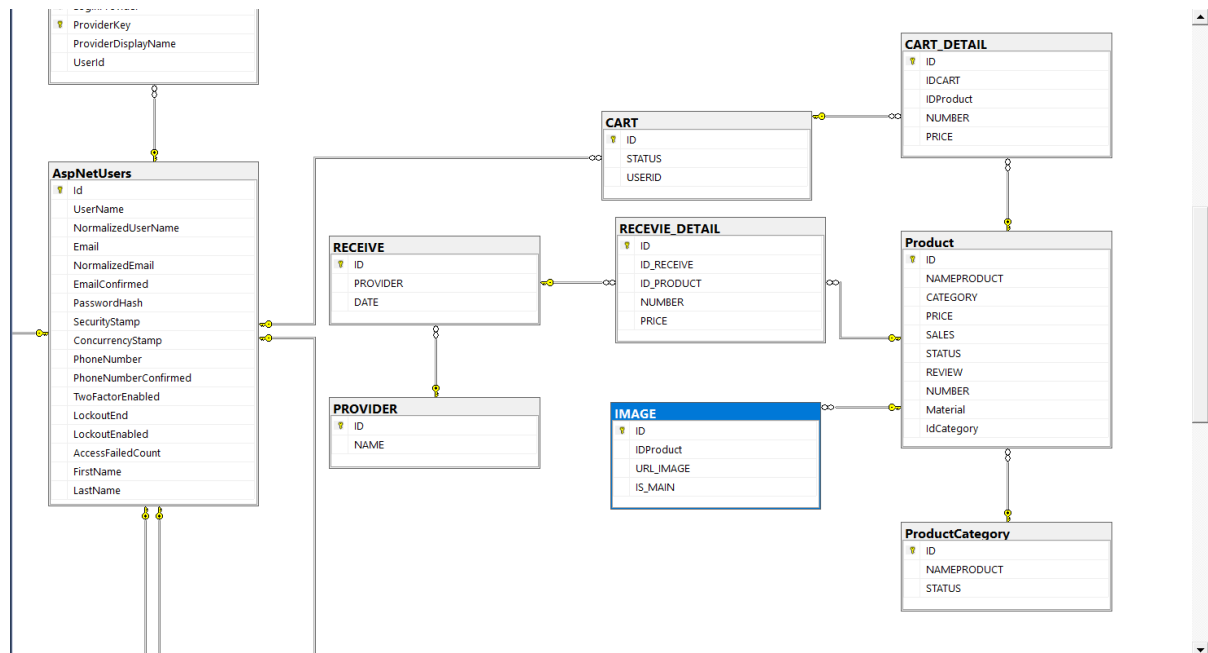 ProviderKey
ProviderDisplayName
UserId
AspNetUsers
Id
UserName
NormalizedUserName
Email
NormalizedEmail
EmailConfirmed
PasswordHash
SecurityStamp
ConcurrencyStamp
PhoneNumber
PhoneNumberConfirmed
TwoFactorEnabled
LockoutEnd
LockoutEnabled
AccessFailedCount
FirstName
LastName
RECEIVE
ID
PROVIDER
DATE
PROVIDER
ID
NAME
CART
ID
STATUS
USERID
RECEVIE_DETAIL
ID
ID_RECEIVE
ID_PRODUCT
NUMBER
PRICE
IMAGE
ID
IDProduct
URL_IMAGE
IS_MAIN
CART_DETAIL
ID
IDCART
IDProduct
NUMBER
PRICE
Product
ID
NAMEPRODUCT
CATEGORY
PRICE
SALES
STATUS
REVIEW
NUMBER
Material
IdCategory
ProductCategory
ID
NAMEPRODUCT
STATUS